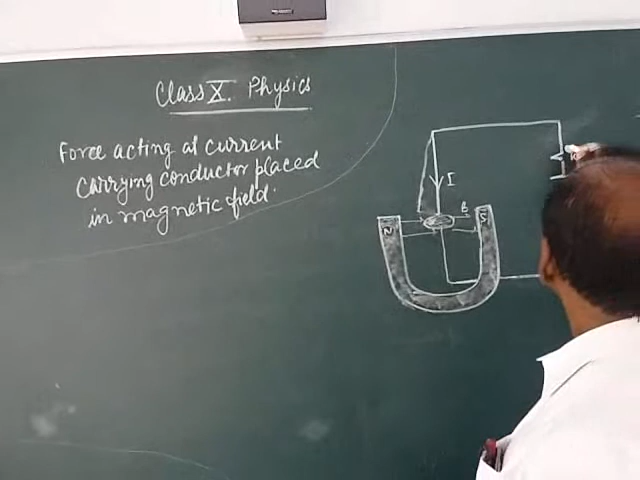 Class X. Physics
Force acting at current
carrying conductor placed
in magnetic field.
I
B
N
S